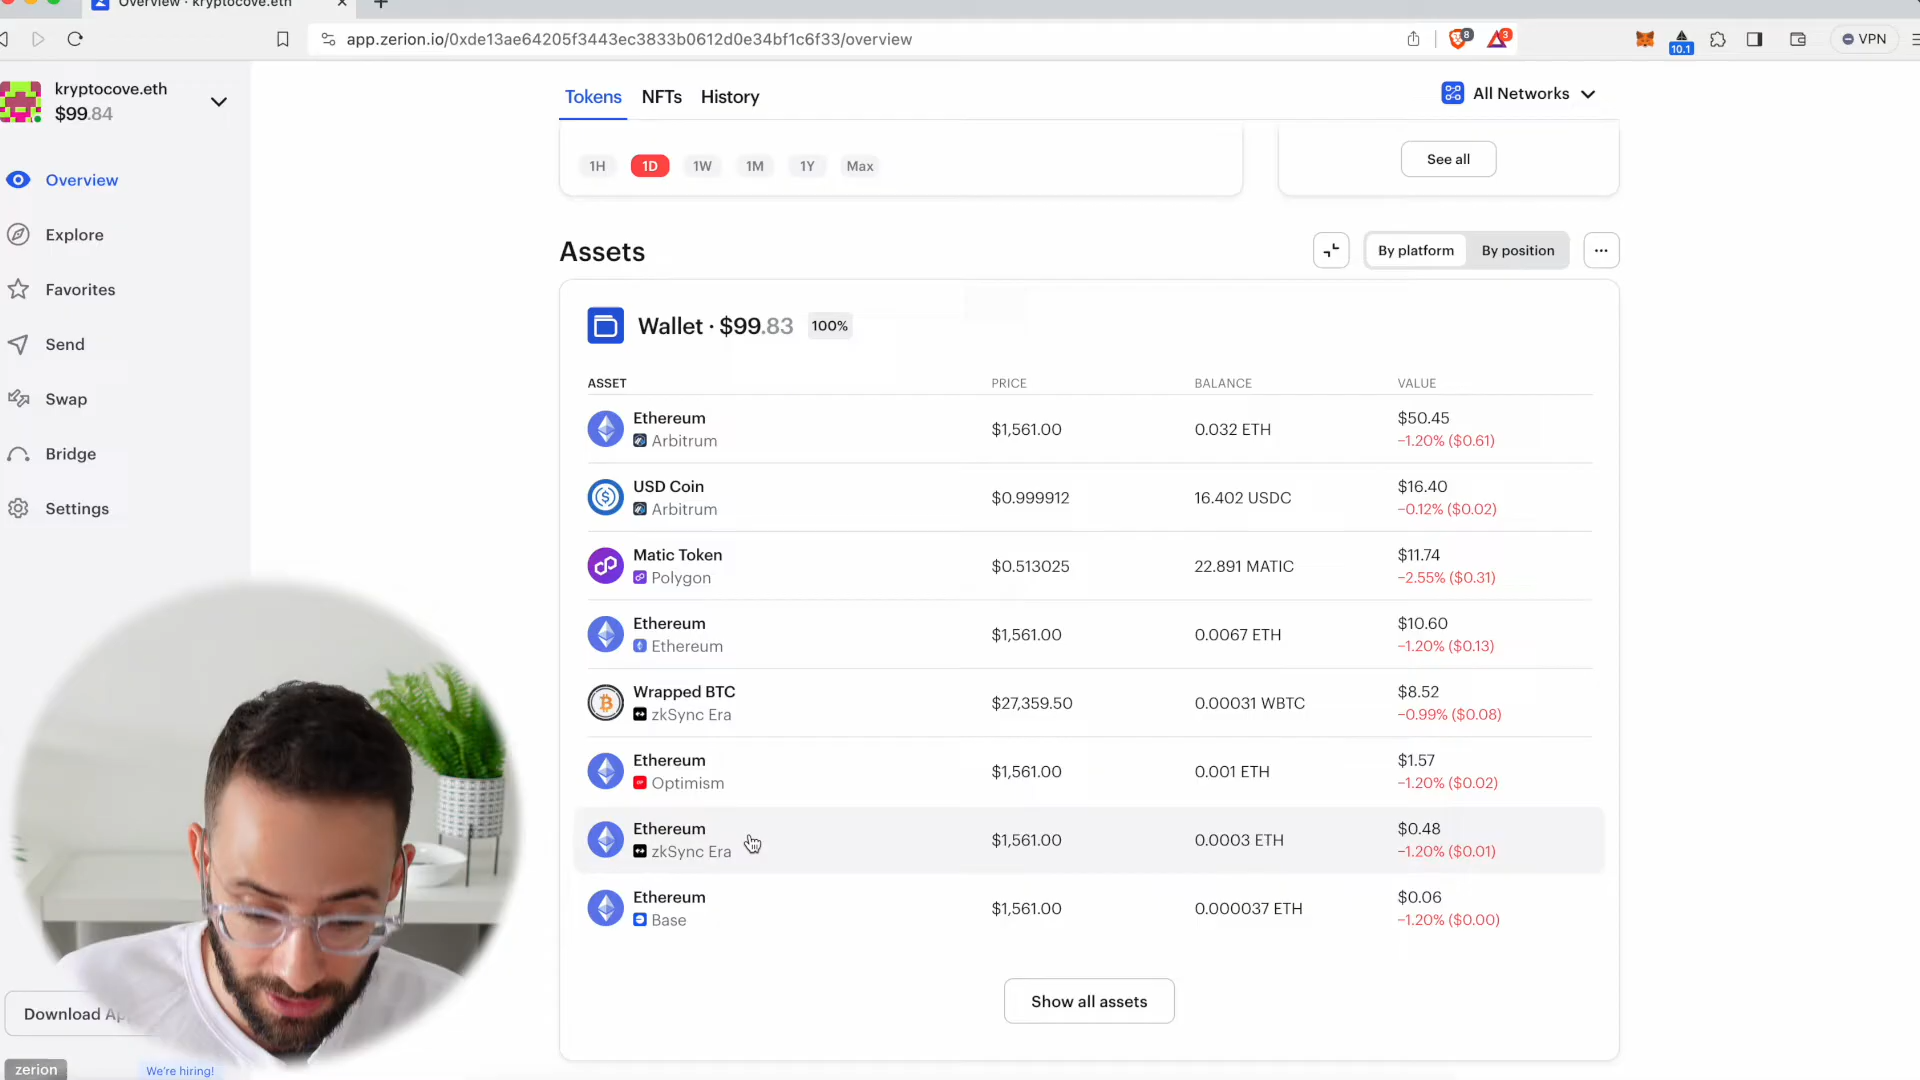 Overview · kryptocove.eth
app.zerion.io/0xde13ae64205f3443ec3833b0612d0e34bf1c6f33/overview
8
3
10.1
VPN
kryptocove.eth
$99.84
Overview
Explore
Favorites
Send
Swap
Bridge
Settings
Download App
zerion
We're hiring!
Tokens
NFTs
History
All Networks
1H
1D
1W
1M
1Y
Max
See all
Assets
By platform
By position
Wallet · $99.83
100%
ASSET
PRICE
BALANCE
VALUE
Ethereum
Arbitrum
$1,561.00
0.032 ETH
$50.45
−1.20% ($0.61)
USD Coin
Arbitrum
$0.999912
16.402 USDC
$16.40
−0.12% ($0.02)
Matic Token
Polygon
$0.513025
22.891 MATIC
$11.74
−2.55% ($0.31)
Ethereum
Ethereum
$1,561.00
0.0067 ETH
$10.60
−1.20% ($0.13)
Wrapped BTC
zkSync Era
$27,359.50
0.00031 WBTC
$8.52
−0.99% ($0.08)
Ethereum
Optimism
$1,561.00
0.001 ETH
$1.57
−1.20% ($0.02)
Ethereum
zkSync Era
$1,561.00
0.0003 ETH
$0.48
−1.20% ($0.01)
Ethereum
Base
$1,561.00
0.000037 ETH
$0.06
−1.20% ($0.00)
Show all assets